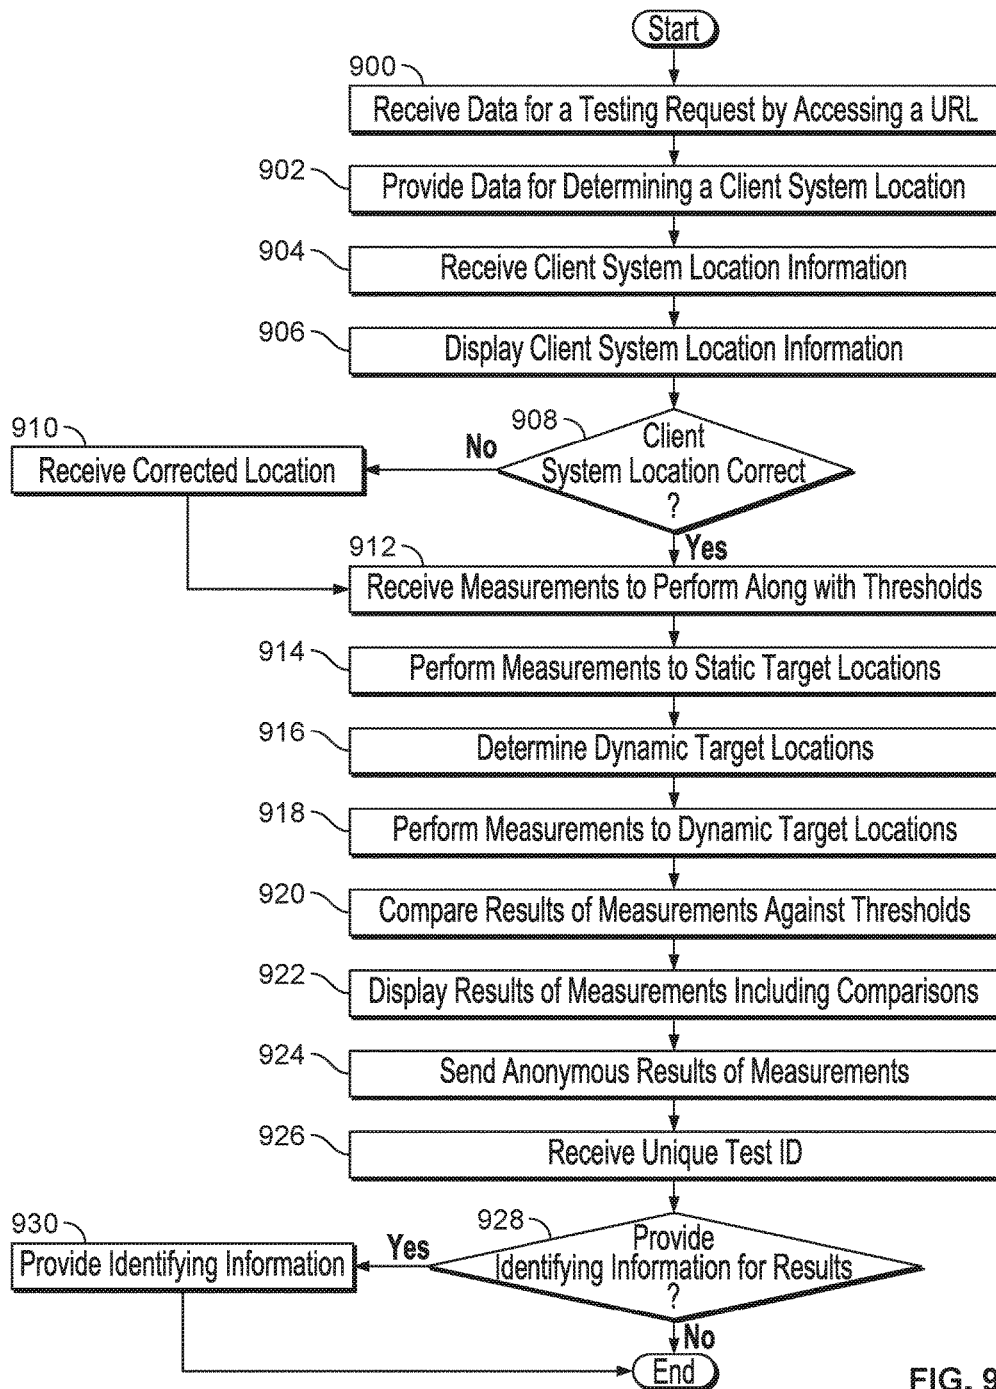 Start
900
Receive Data for a Testing Request by Accessing a URL
902
Provide Data for Determining a Client System Location
904
Receive Client System Location Information
906
Display Client System Location Information
908
Client
System Location Correct
?
No
910
Receive Corrected Location
Yes
912
Receive Measurements to Perform Along with Thresholds
914
Perform Measurements to Static Target Locations
916
Determine Dynamic Target Locations
918
Perform Measurements to Dynamic Target Locations
920
Compare Results of Measurements Against Thresholds
922
Display Results of Measurements Including Comparisons
924
Send Anonymous Results of Measurements
926
Receive Unique Test ID
928
Provide
Identifying Information for Results
?
Yes
930
Provide Identifying Information
No
End
FIG. 9